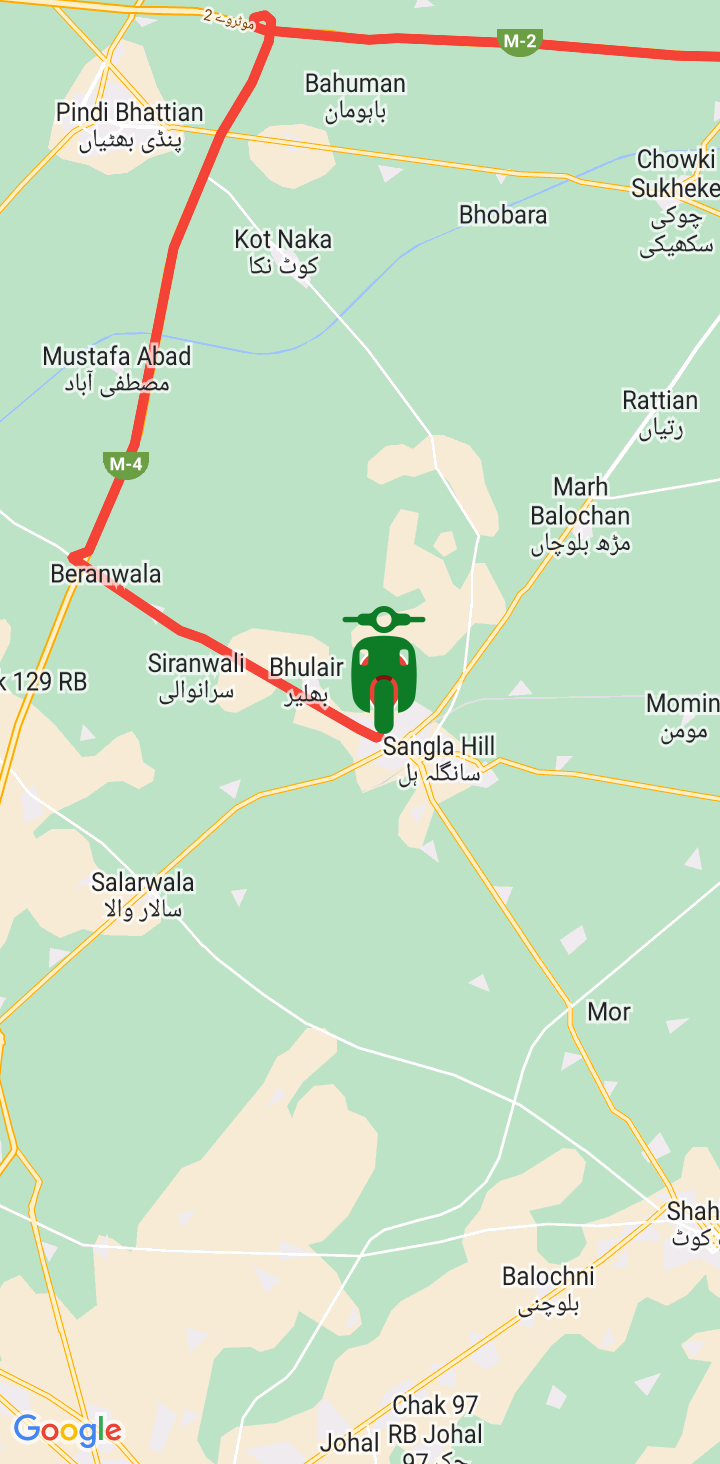 موٹروے 2
M-2
Bahuman
باہومان
Pindi Bhattian
پنڈی بھٹیاں
Chowki
Sukheke
چوکی
سکھیکی
Bhobara
Kot Naka
کوٹ نکا
Mustafa Abad
مصطفی آباد
Rattian
رتیاں
M-4
Marh
Balochan
مڑھ بلوچاں
Beranwala
Siranwali
سرانوالی
Bhulair
بھلیر
k 129 RB
Momin
مومن
Sangla Hill
سانگلہ ہل
Salarwala
سالار والا
Mor
Shah
کوٹ
Balochni
بلوچنی
Chak 97
RB Johal
97 چک
Johal
Google